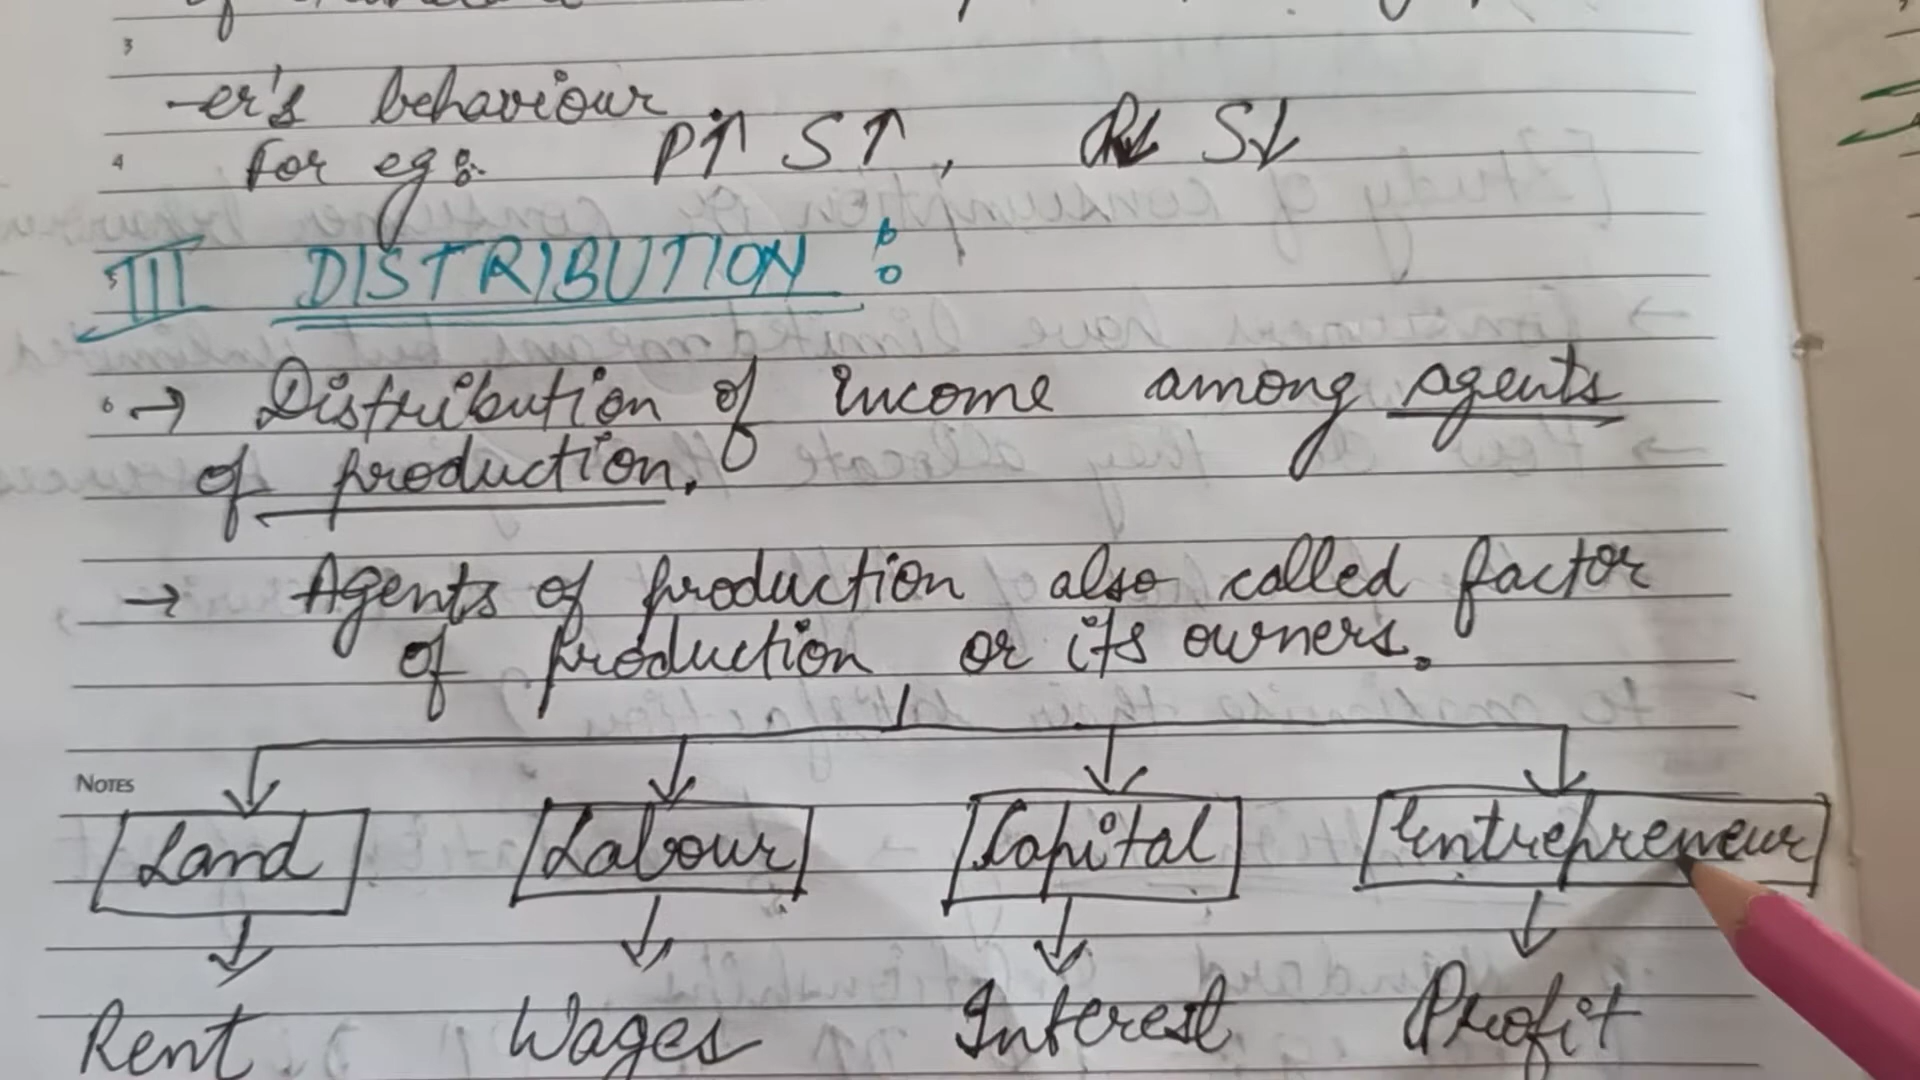 -er's behaviour
For eg: P↑ S↑, P↓ S↓
III DISTRIBUTION :
→ Distribution of income among agents
of production.
→ Agents of production also called factor
of production or its owners.
NOTES
Land Labour Capital Entrepreneur
Rent Wages Interest Profit